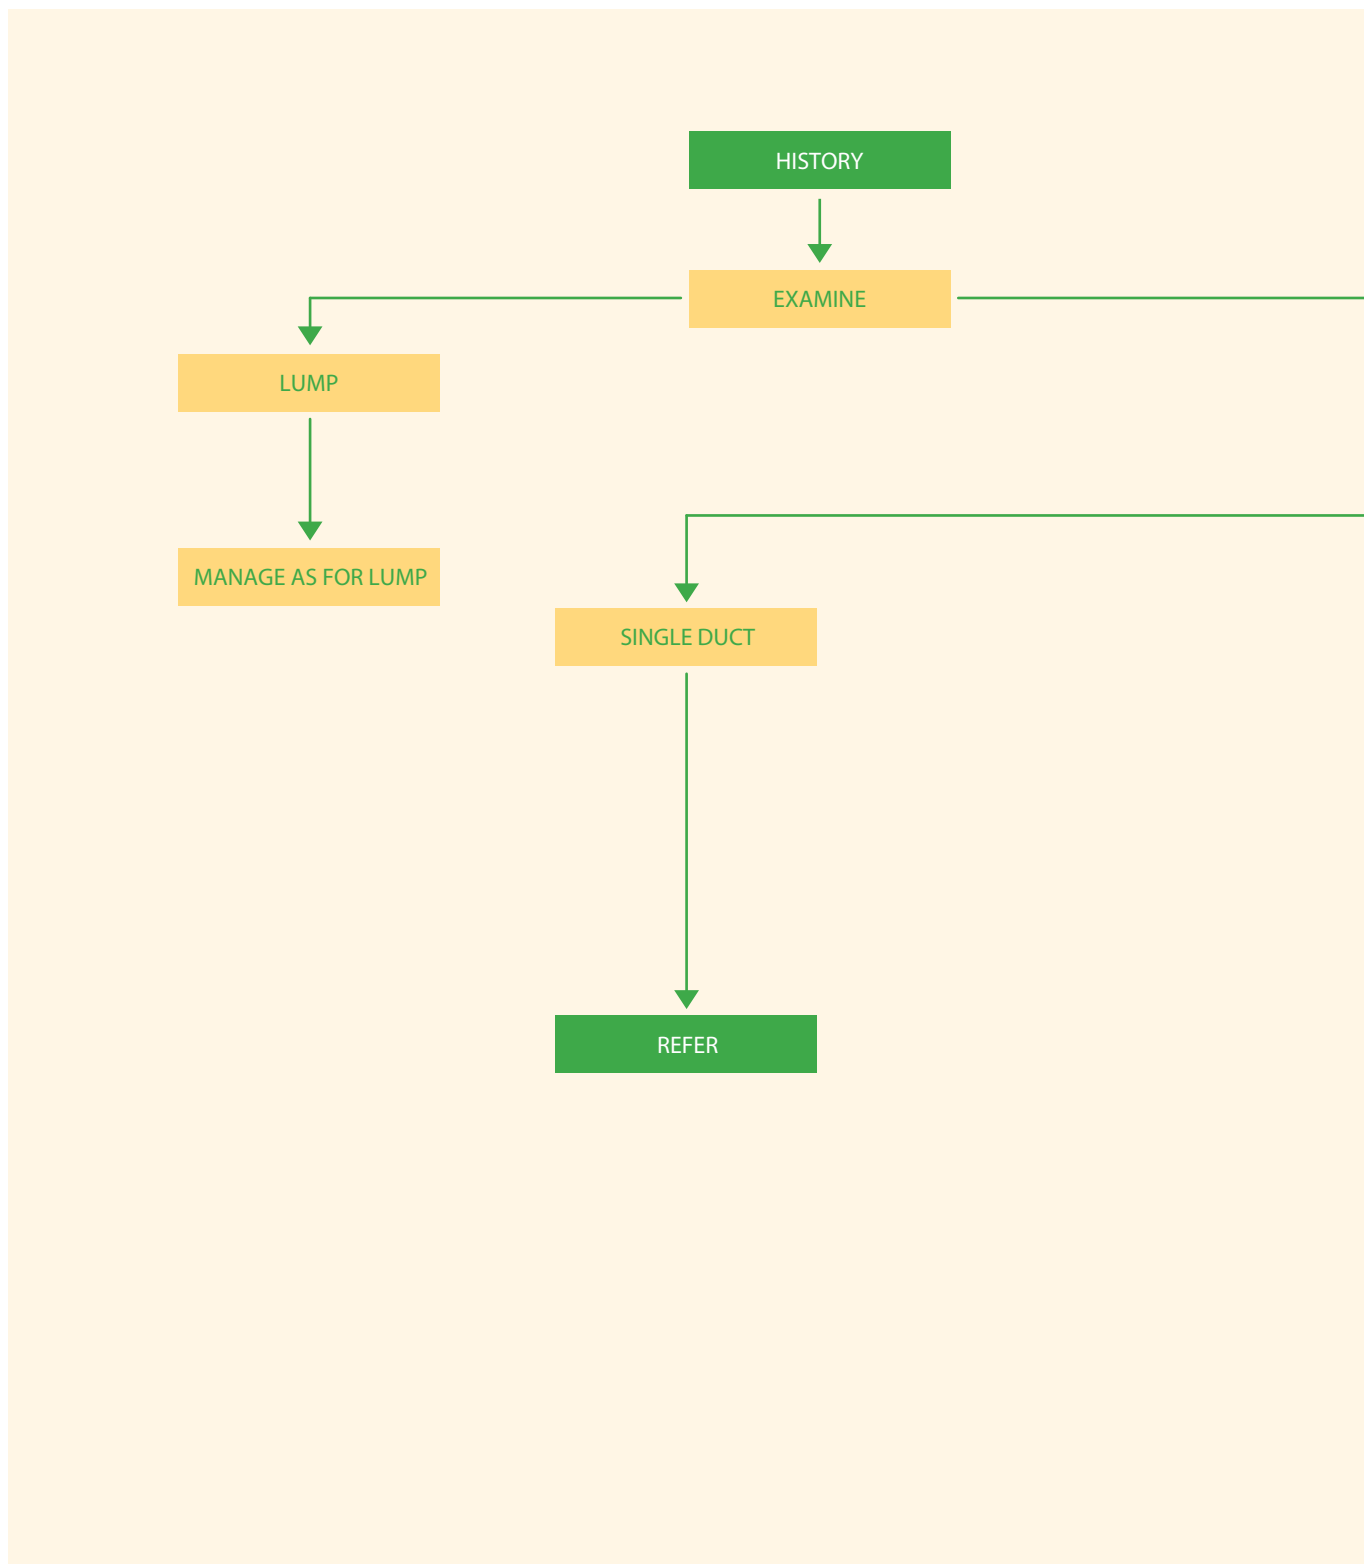 HISTORY
EXAMINE
LUMP
MANAGE AS FOR LUMP
SINGLE DUCT
REFER